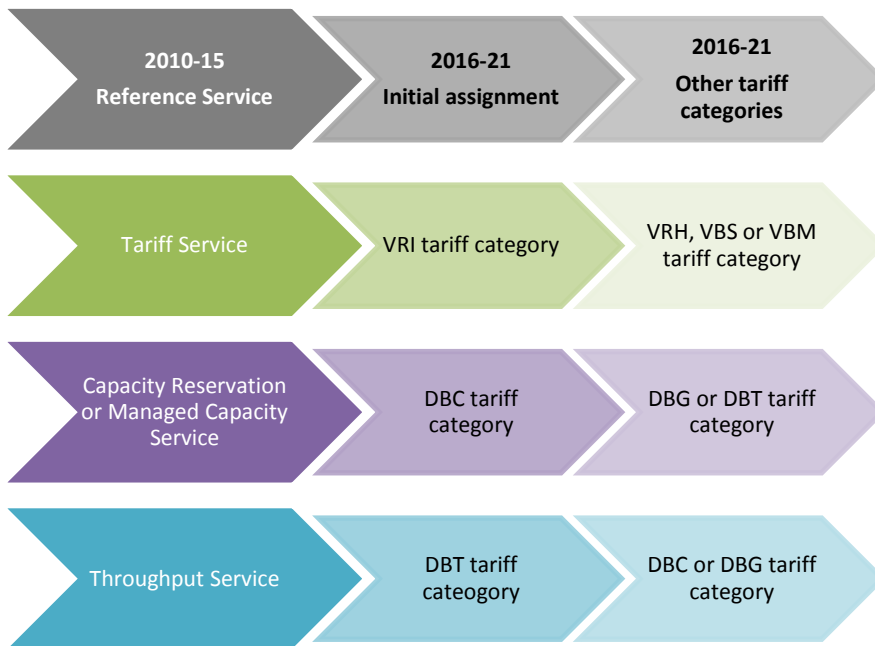 2010-15
Reference Service
2016-21
Initial assignment
2016-21
Other tariff
categories
Tariff Service
VRI tariff category
VRH, VBS or VBM
tariff category
Capacity Reservation
or Managed Capacity
Service
DBC tariff
category
DBG or DBT tariff
category
Throughput Service
DBT tariff
cateogory
DBC or DBG tariff
category